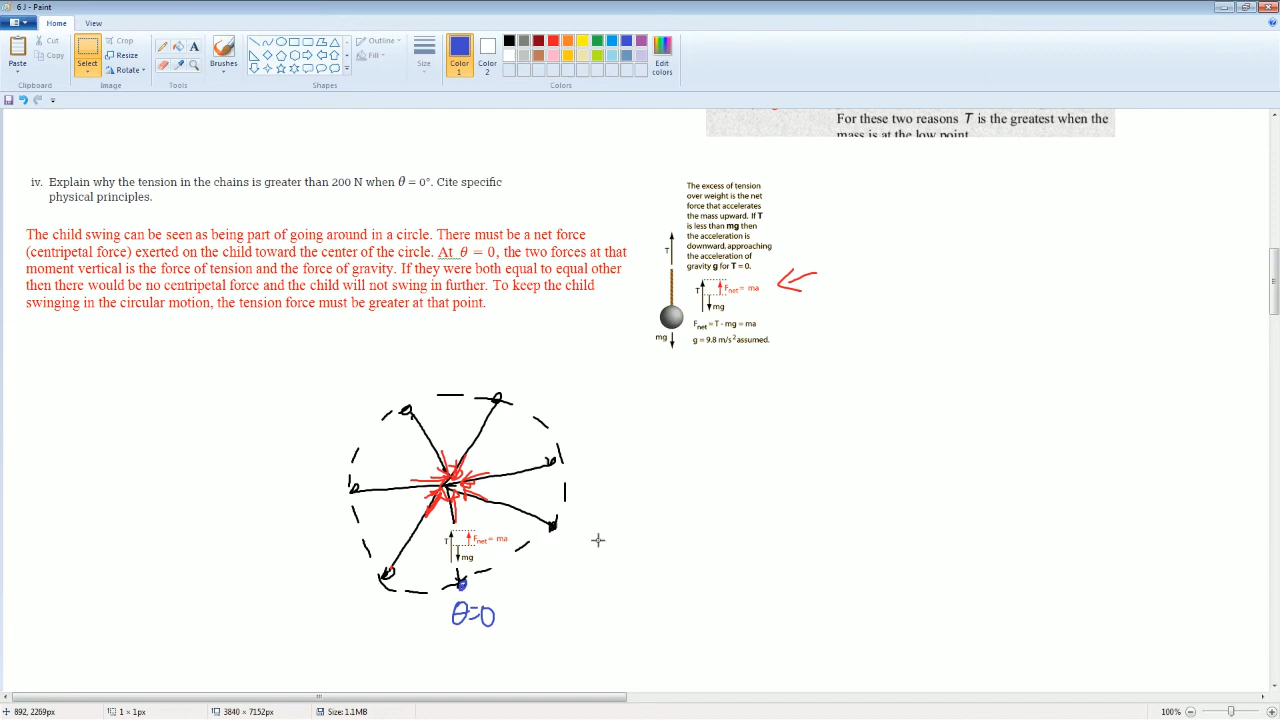 6 J - Paint
Home
View
Paste
Cut
Copy
Clipboard
Select
Crop
Resize
Rotate
Image
Tools
Brushes
Shapes
Outline
Fill
Size
Color 1
Color 2
Edit colors
Colors
For these two reasons T is the greatest when the
mass is at the low point.
iv. Explain why the tension in the chains is greater than 200 N when θ = 0°. Cite specific
physical principles.
The child swing can be seen as being part of going around in a circle. There must be a net force
(centripetal force) exerted on the child toward the center of the circle. At θ = 0, the two forces at that
moment vertical is the force of tension and the force of gravity. If they were both equal to equal other
then there would be no centripetal force and the child will not swing in further. To keep the child
swinging in the circular motion, the tension force must be greater at that point.
The excess of tension
over weight is the net
force that accelerates
the mass upward. If T
is less than mg then
the acceleration is
downward, approaching
the acceleration of
gravity g for T = 0.
T
T
Fnet = ma
mg
Fnet = T - mg = ma
mg
g = 9.8 m/s² assumed.
T
Fnet = ma
mg
θ=0
892, 2269px
1 × 1px
3840 × 7152px
Size: 1.1MB
100%